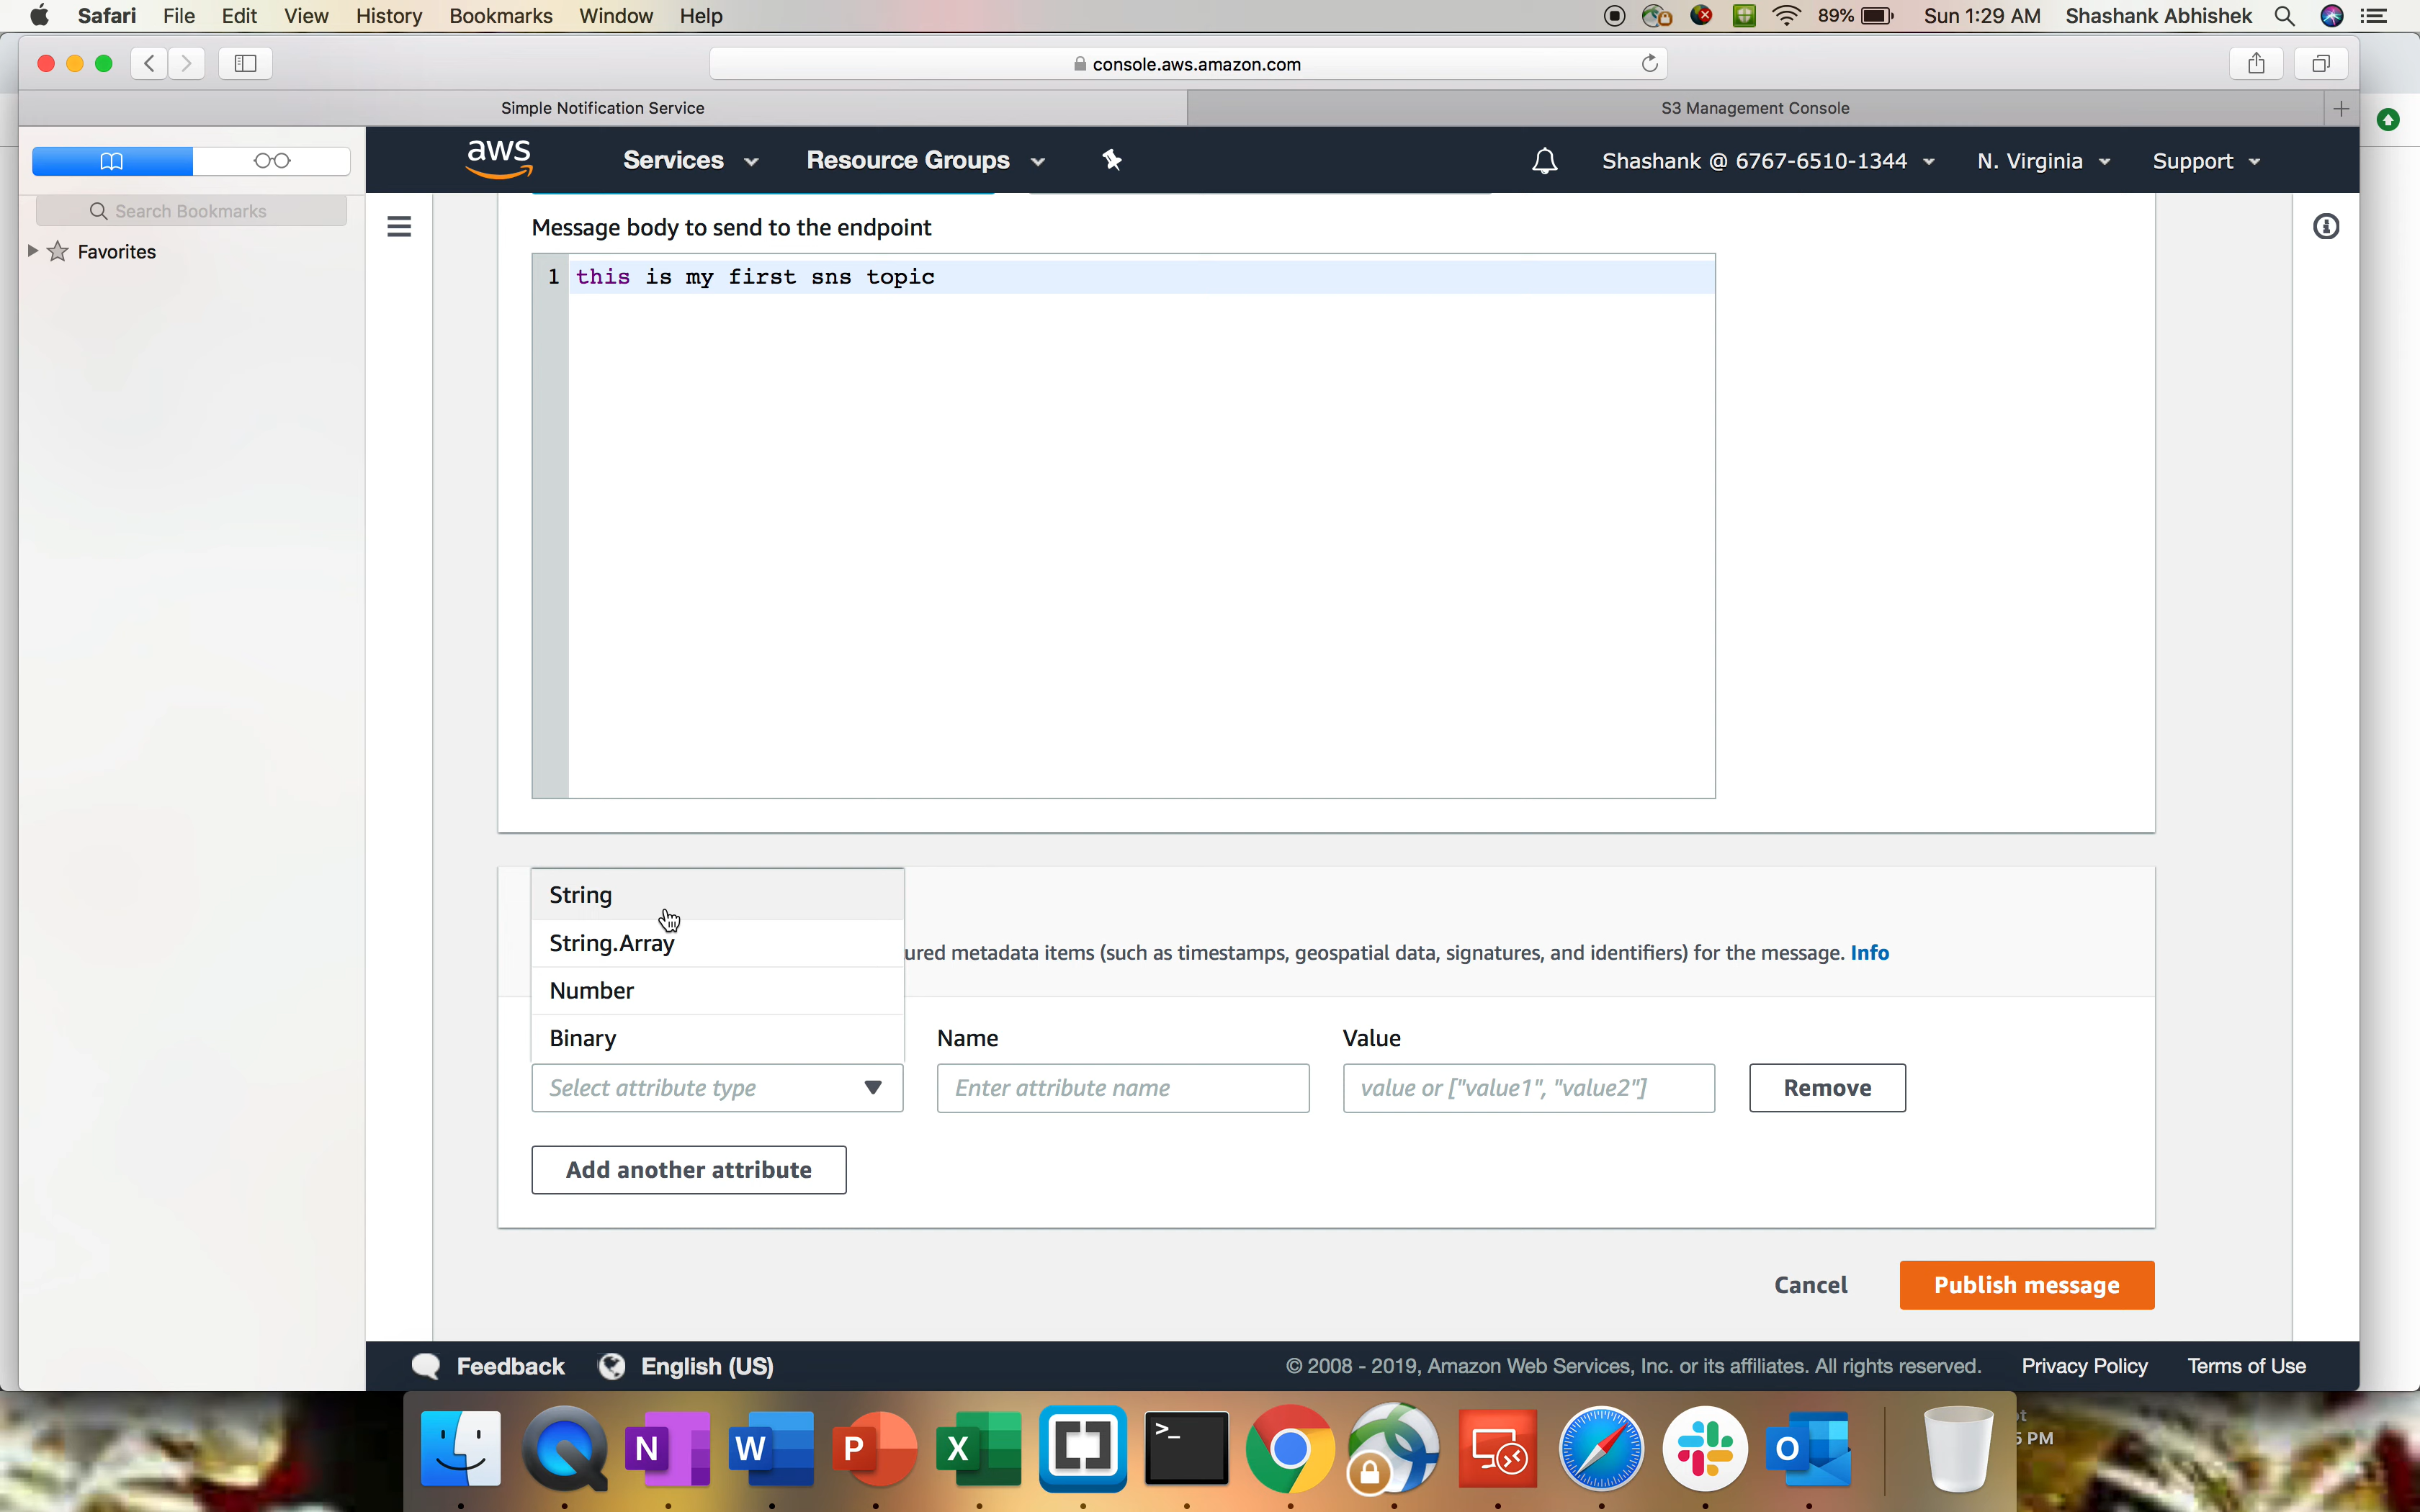 Safari File Edit View History Bookmarks Window Help 89% Sun 1:29 AM Shashank Abhishek
console.aws.amazon.com
Simple Notification Service S3 Management Console
aws Services Resource Groups Shashank @ 6767-6510-1344 N. Virginia Support
Search Bookmarks
Favorites
Message body to send to the endpoint
1 this is my first sns topic
String
String.Array
ured metadata items (such as timestamps, geospatial data, signatures, and identifiers) for the message. Info
Number
Binary Name Value
Select attribute type Enter attribute name value or ["value1", "value2"] Remove
Add another attribute
Cancel Publish message
Feedback English (US) © 2008 - 2019, Amazon Web Services, Inc. or its affiliates. All rights reserved. Privacy Policy Terms of Use
N W P X >_ O
5 PM